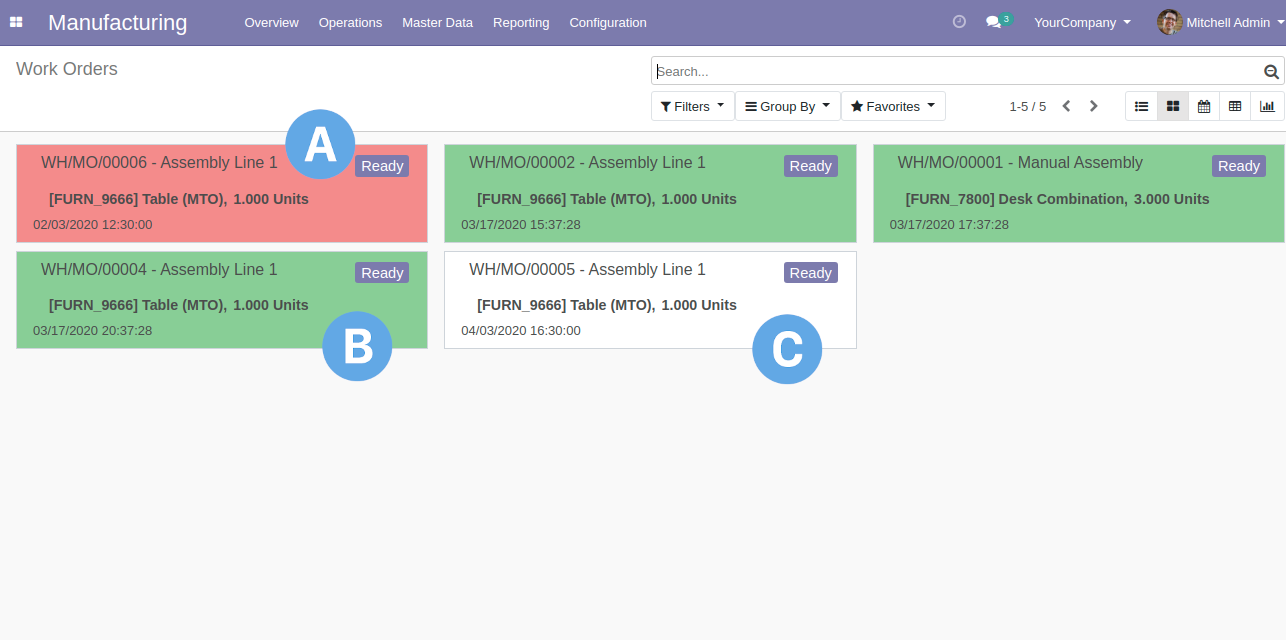 Manufacturing Overview Operations Master Data Reporting Configuration 3 YourCompany Mitchell Admin
Work Orders
Search...
Filters Group By Favorites 1-5 / 5
A
WH/MO/00006 - Assembly Line 1 Ready
[FURN_9666] Table (MTO), 1.000 Units
02/03/2020 12:30:00
WH/MO/00002 - Assembly Line 1 Ready
[FURN_9666] Table (MTO), 1.000 Units
03/17/2020 15:37:28
WH/MO/00001 - Manual Assembly Ready
[FURN_7800] Desk Combination, 3.000 Units
03/17/2020 17:37:28
WH/MO/00004 - Assembly Line 1 Ready
[FURN_9666] Table (MTO), 1.000 Units
03/17/2020 20:37:28
B
WH/MO/00005 - Assembly Line 1 Ready
[FURN_9666] Table (MTO), 1.000 Units
04/03/2020 16:30:00
C